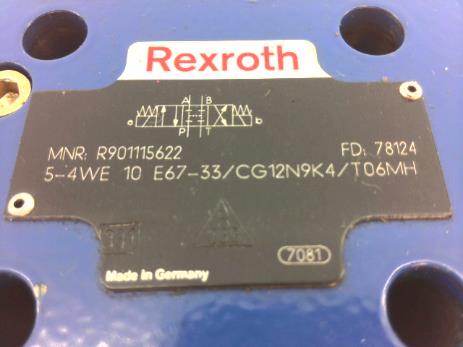 Rexroth
A B
a b
P T
MNR: R901115622 FD: 78124
5-4WE 10 E67-33/CG12N9K4/T06MH
7081
Made in Germany